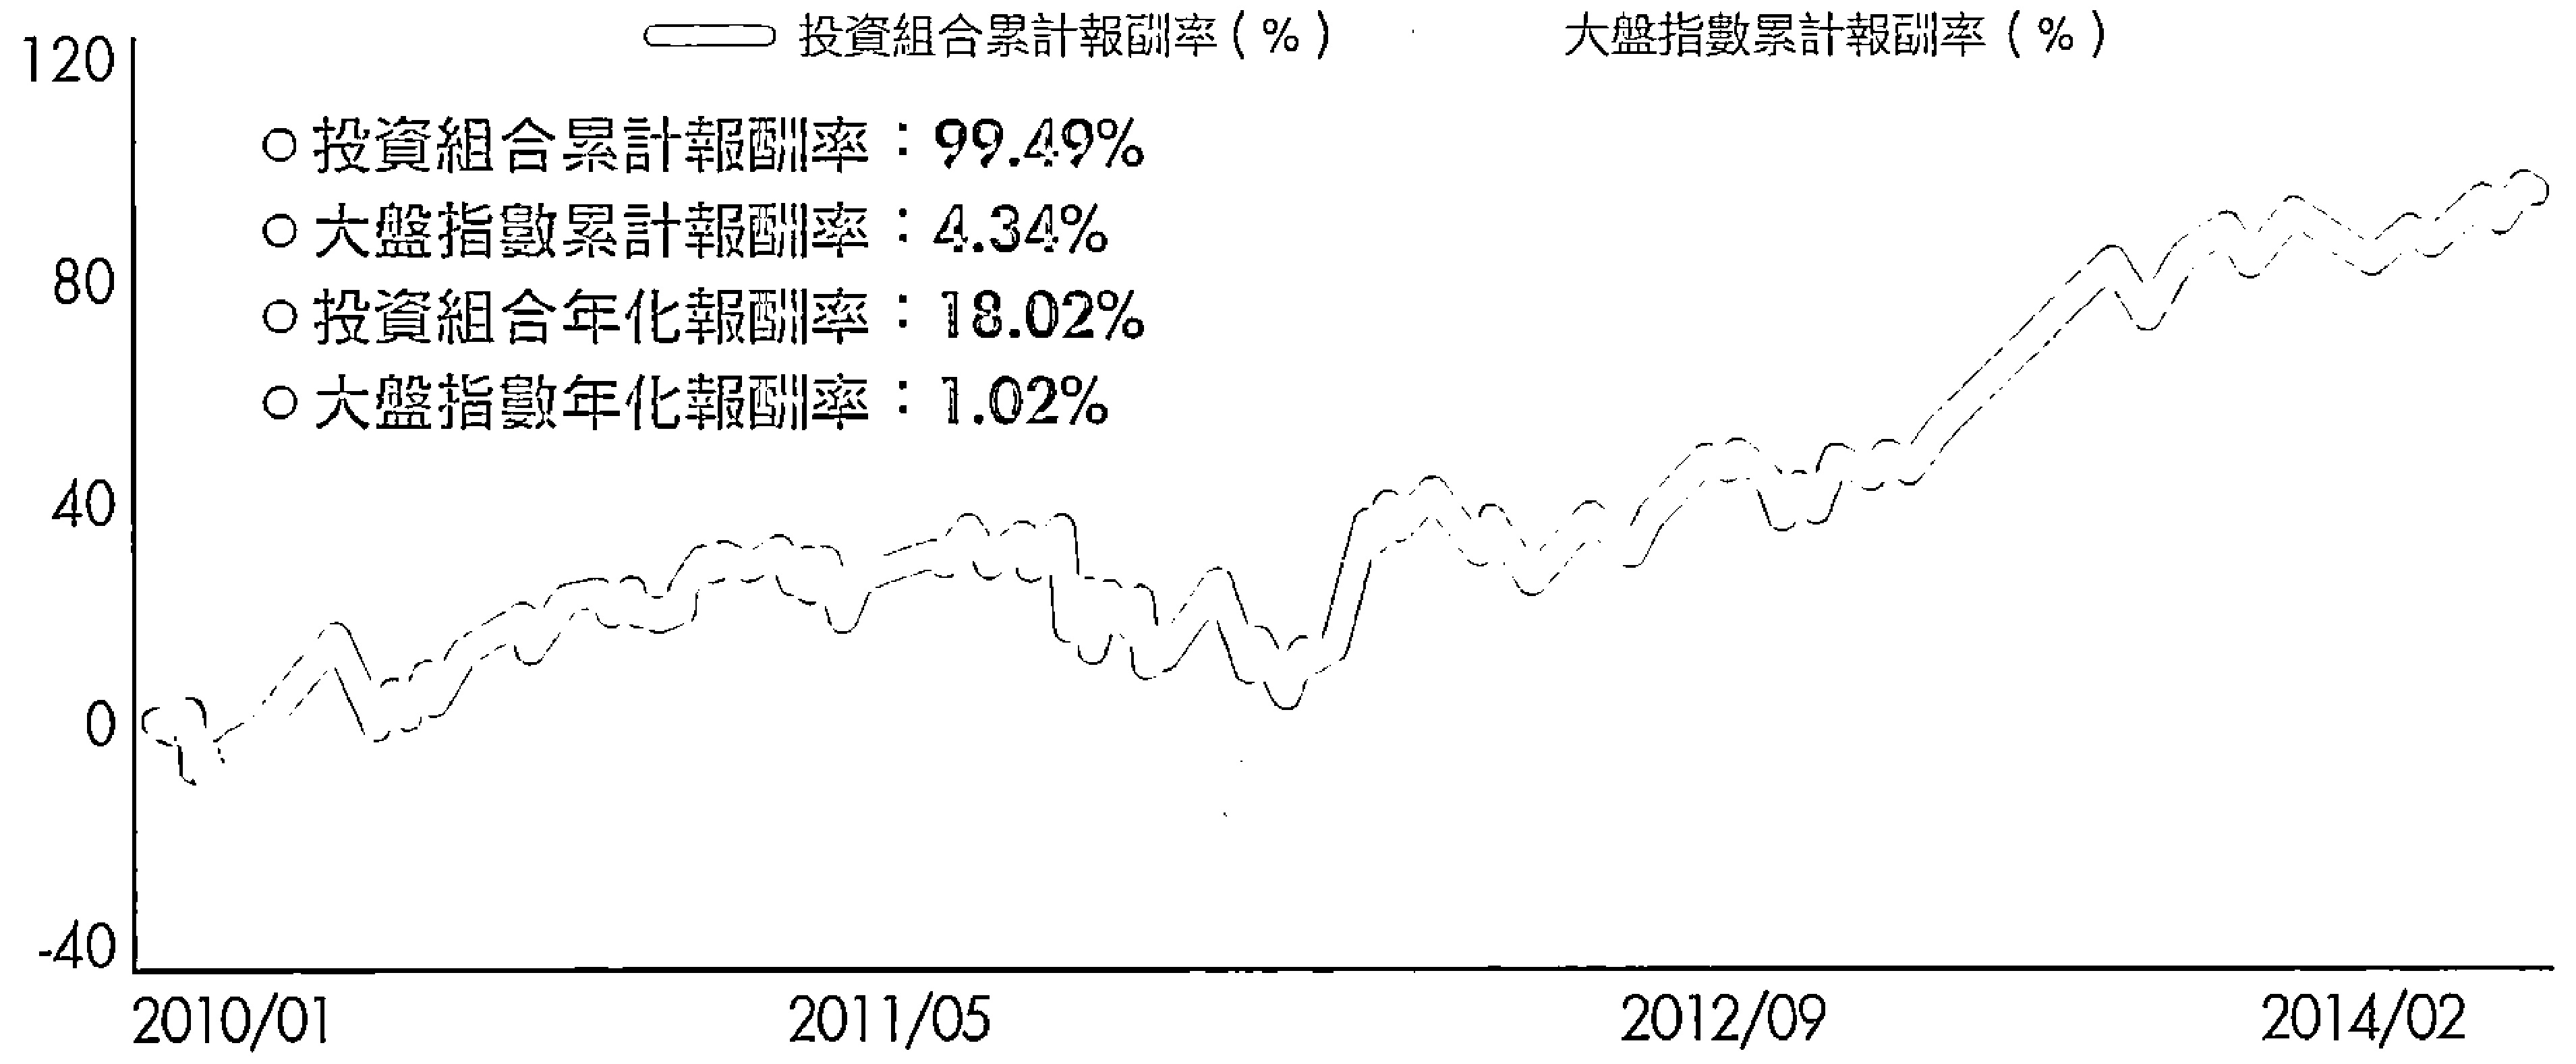 投資組合累計報酬率(%) 大盤指數累計報酬率(%)
120
○投資組合累計報酬率：99.49%
○大盤指數累計報酬率：4.34%
80
○投資組合年化報酬率：18.02%
○大盤指數年化報酬率：1.02%
40
0
-40
2010/01 2011/05 2012/09 2014/02